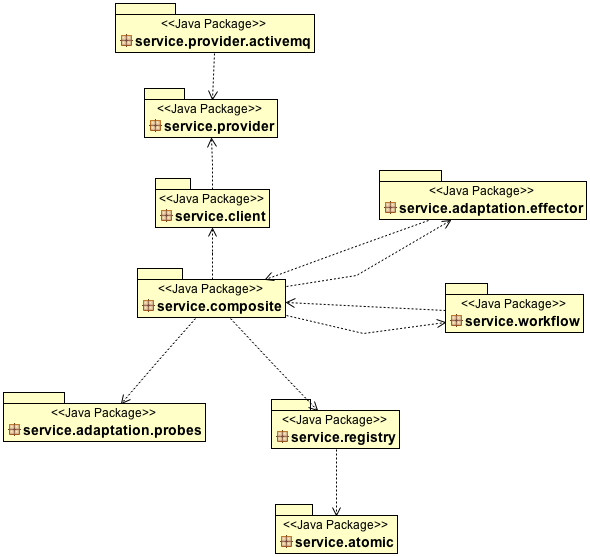 <<Java Package>>
service.provider.activemq
<<Java Package>>
service.provider
<<Java Package>>
service.client
<<Java Package>>
service.adaptation.effector
<<Java Package>>
service.composite
<<Java Package>>
service.workflow
<<Java Package>>
service.adaptation.probes
<<Java Package>>
service.registry
<<Java Package>>
service.atomic